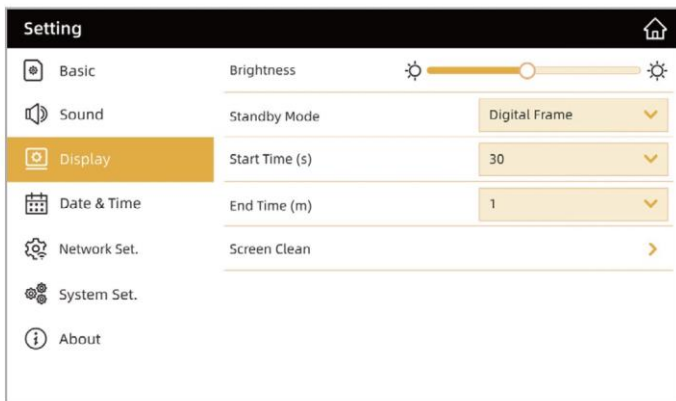 Setting
Basic
Brightness
Sound
Standby Mode
Digital Frame
Display
Start Time (s)
30
Date & Time
End Time (m)
1
Network Set.
Screen Clean
System Set.
About